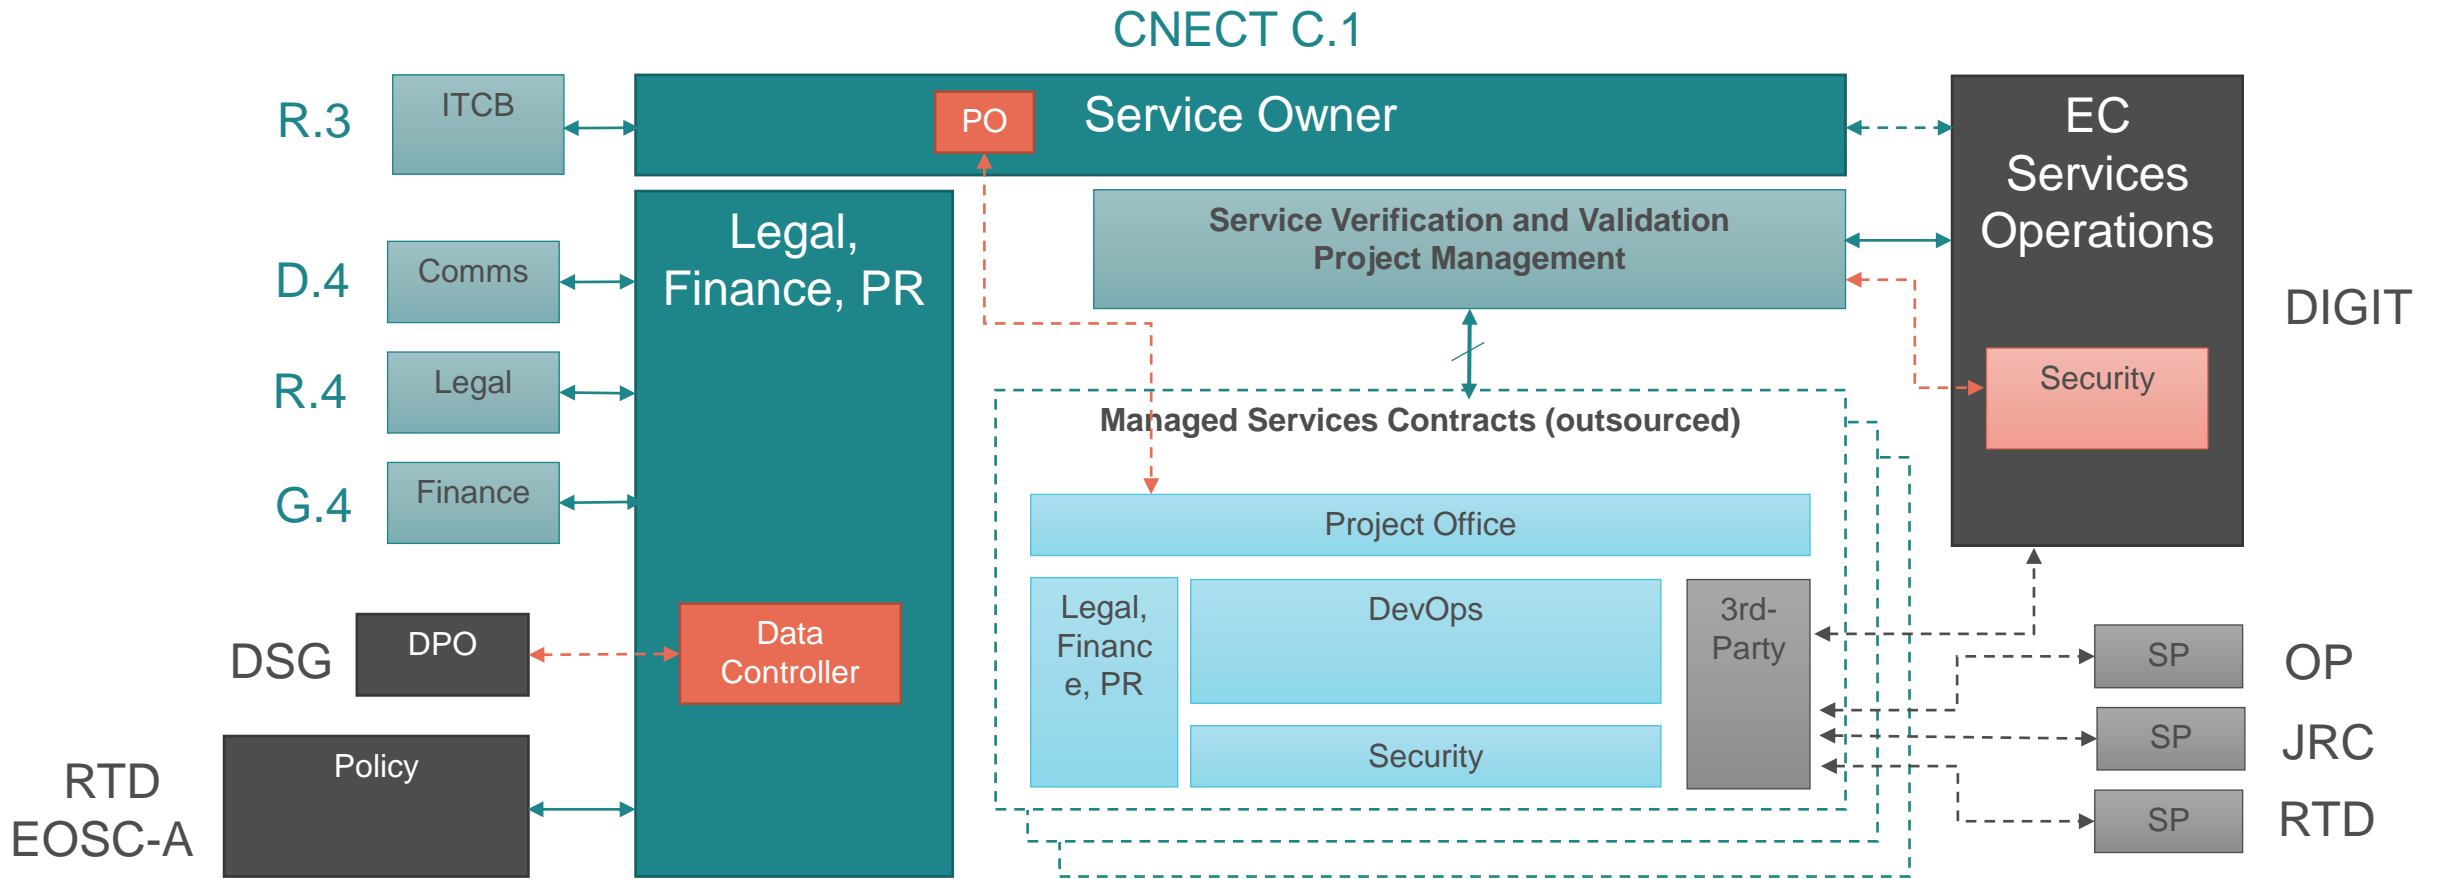 CNECT C.1
R.3
ITCB
PO
Service Owner
EC
Services
Operations
D.4
Comms
Legal,
Finance, PR
Service Verification and Validation
Project Management
DIGIT
Security
R.4
Legal
Managed Services Contracts (outsourced)
G.4
Finance
Project Office
Legal,
Financ
e, PR
DevOps
3rd-
Party
Security
DSG
DPO
Data
Controller
SP
OP
SP
JRC
SP
RTD
RTD
EOSC-A
Policy